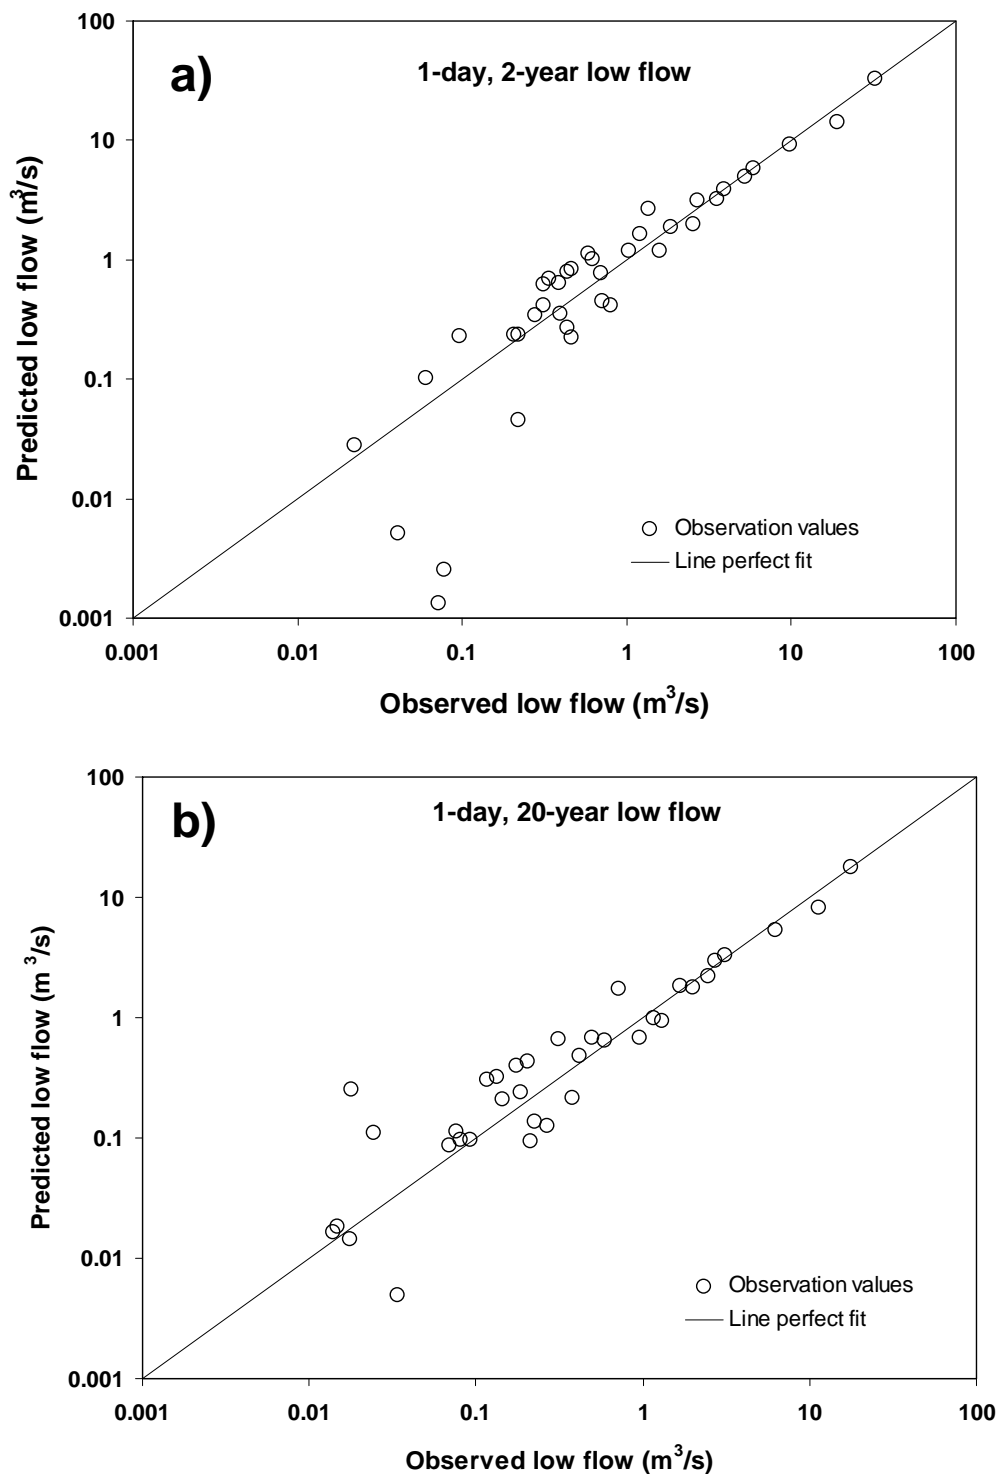 100
a)
1-day, 2-year low flow
10
Predicted low flow (m³/s)
1
0.1
0.01
Observation values
Line perfect fit
0.001
0.001 0.01 0.1 1 10 100
Observed low flow (m³/s)
100
b)
1-day, 20-year low flow
10
Predicted low flow (m ³/s)
1
0.1
0.01
Observation values
Line perfect fit
0.001
0.001 0.01 0.1 1 10 100
Observed low flow (m³/s)